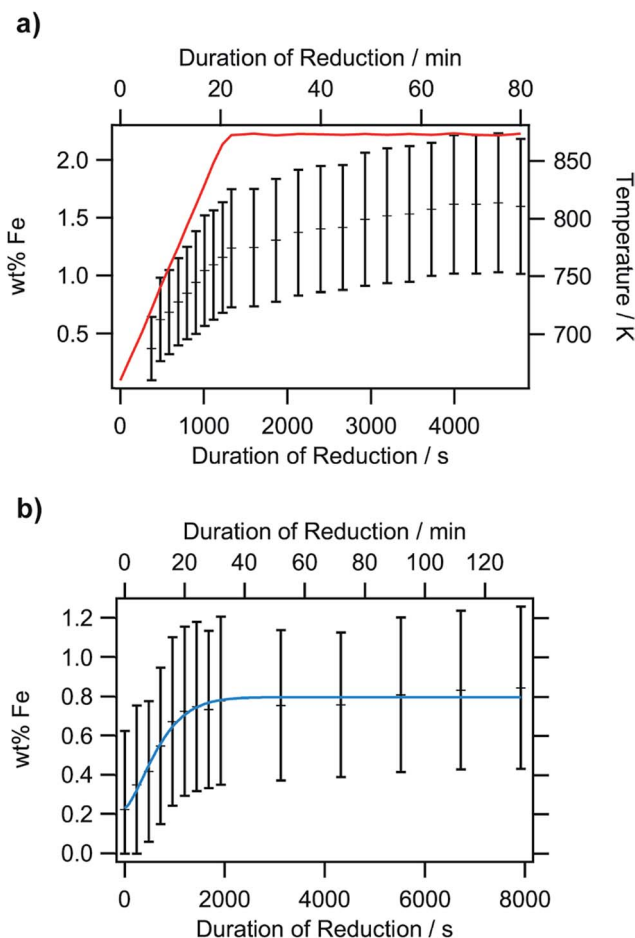 a)
Duration of Reduction / min
0 20 40 60 80
2.0
1.5
1.0
0.5
wt% Fe
850
800
750
700
Temperature / K
0 1000 2000 3000 4000
Duration of Reduction / s
b)
Duration of Reduction / min
0 20 40 60 80 100 120
1.2
1.0
0.8
0.6
0.4
0.2
0.0
wt% Fe
0 2000 4000 6000 8000
Duration of Reduction / s